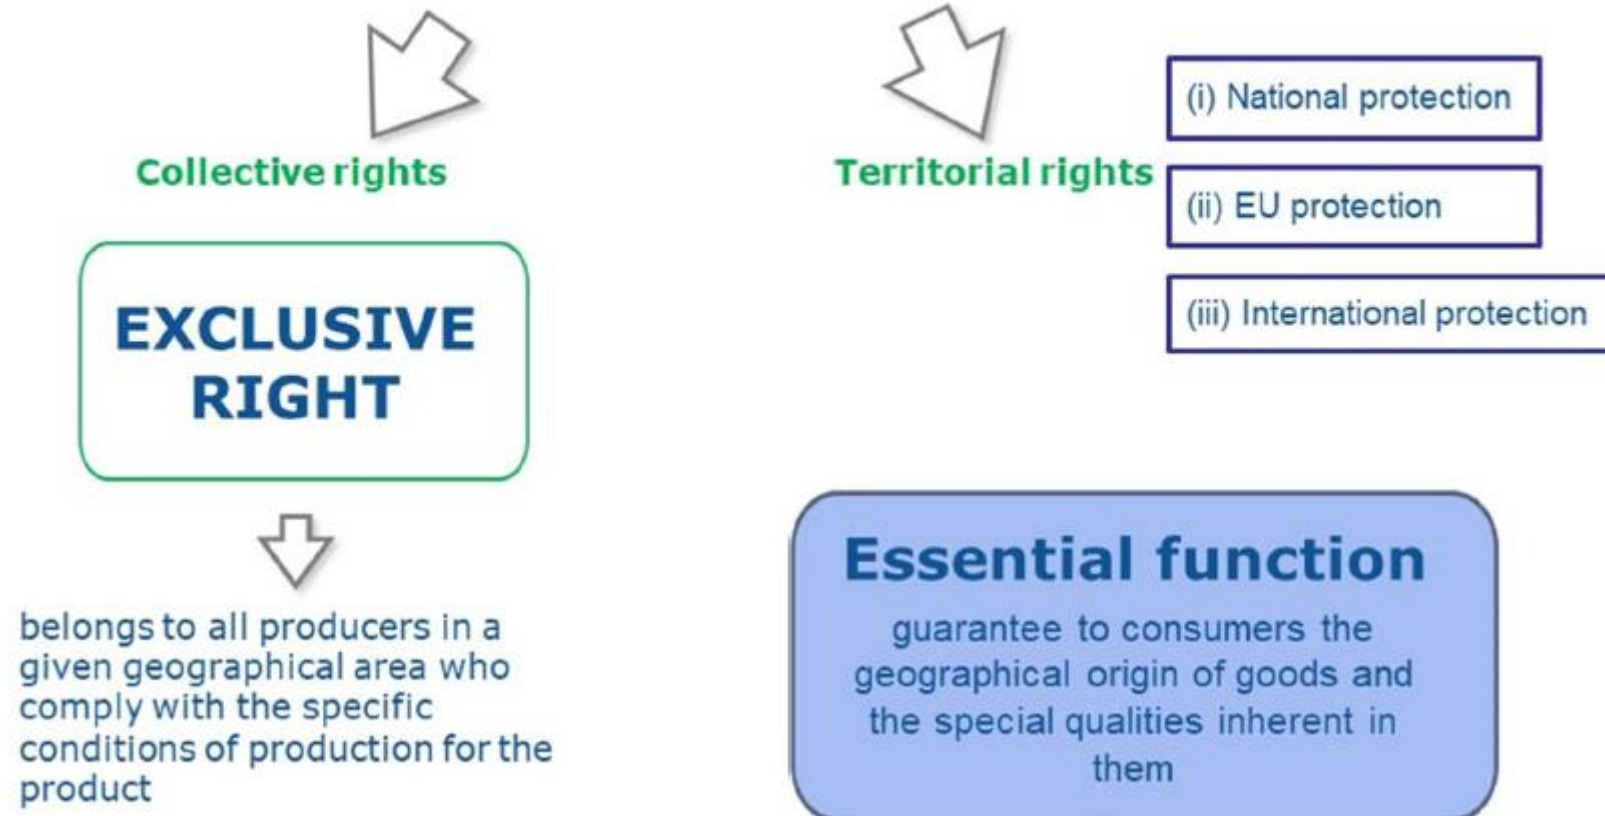 Collective rights
EXCLUSIVE
RIGHT
belongs to all producers in a
given geographical area who
comply with the specific
conditions of production for the
product
Territorial rights
(i) National protection
(ii) EU protection
(iii) International protection
Essential function
guarantee to consumers the
geographical origin of goods and
the special qualities inherent in
them